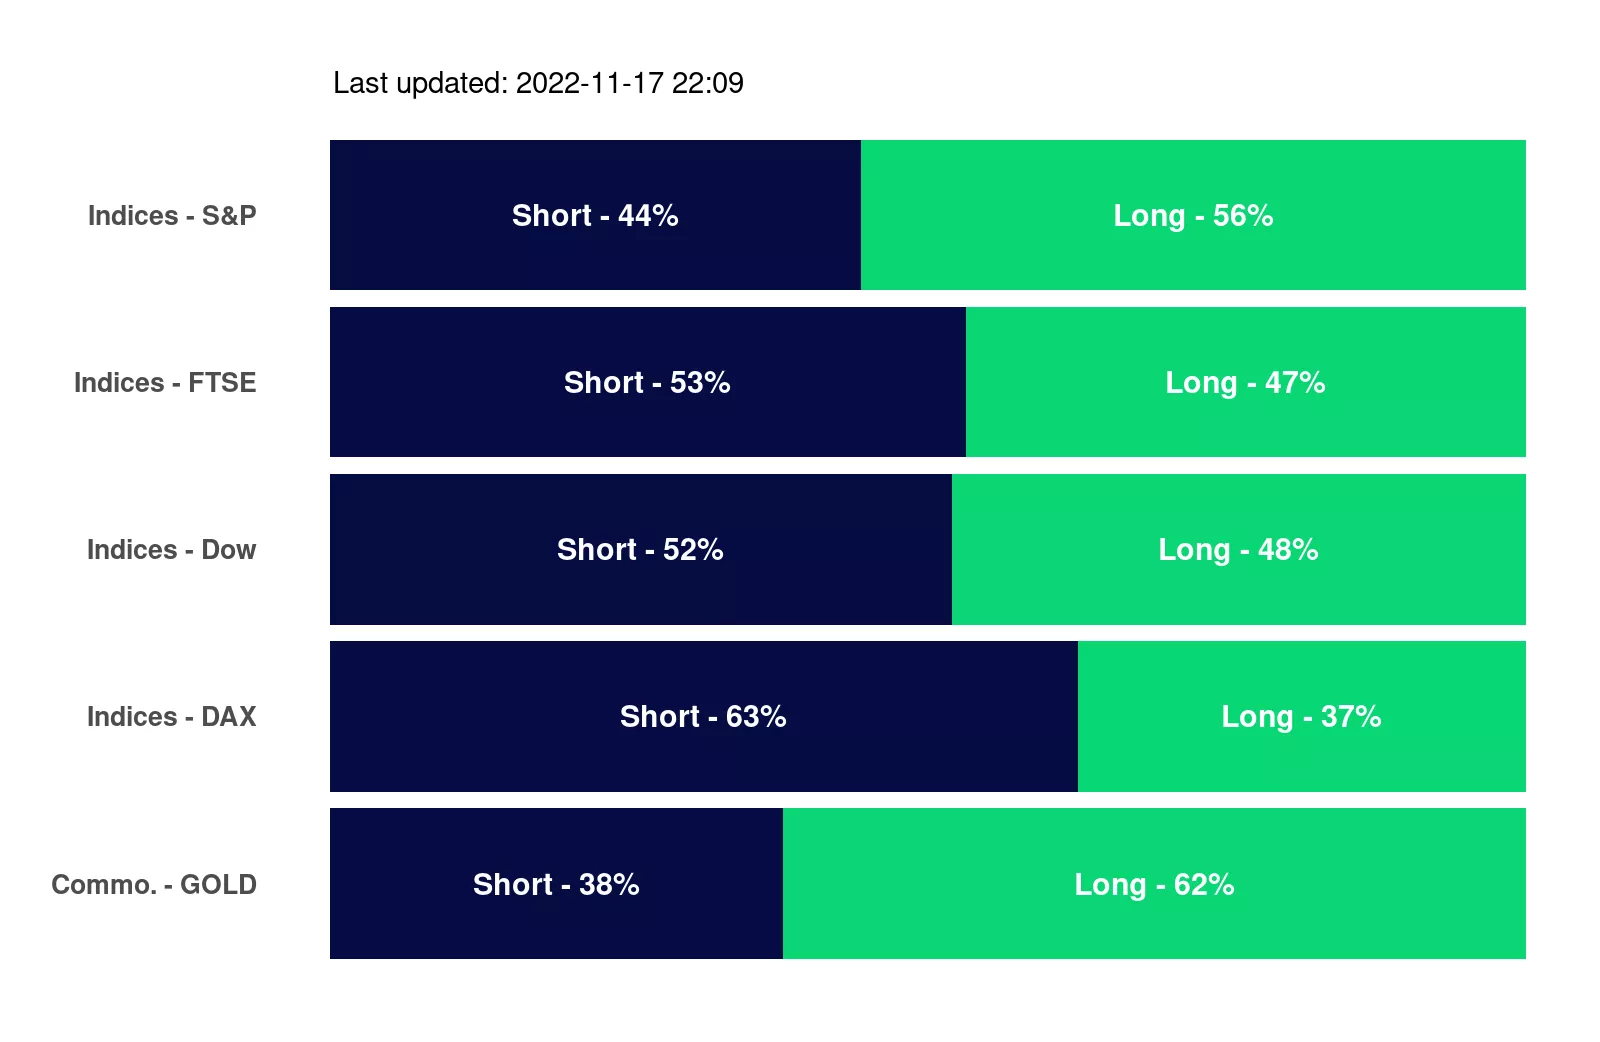 Last updated: 2022-11-17 22:09
Indices - S&P Short - 44% Long - 56%
Indices - FTSE Short - 53% Long - 47%
Indices - Dow Short - 52% Long - 48%
Indices - DAX Short - 63% Long - 37%
Commo. - GOLD Short - 38% Long - 62%